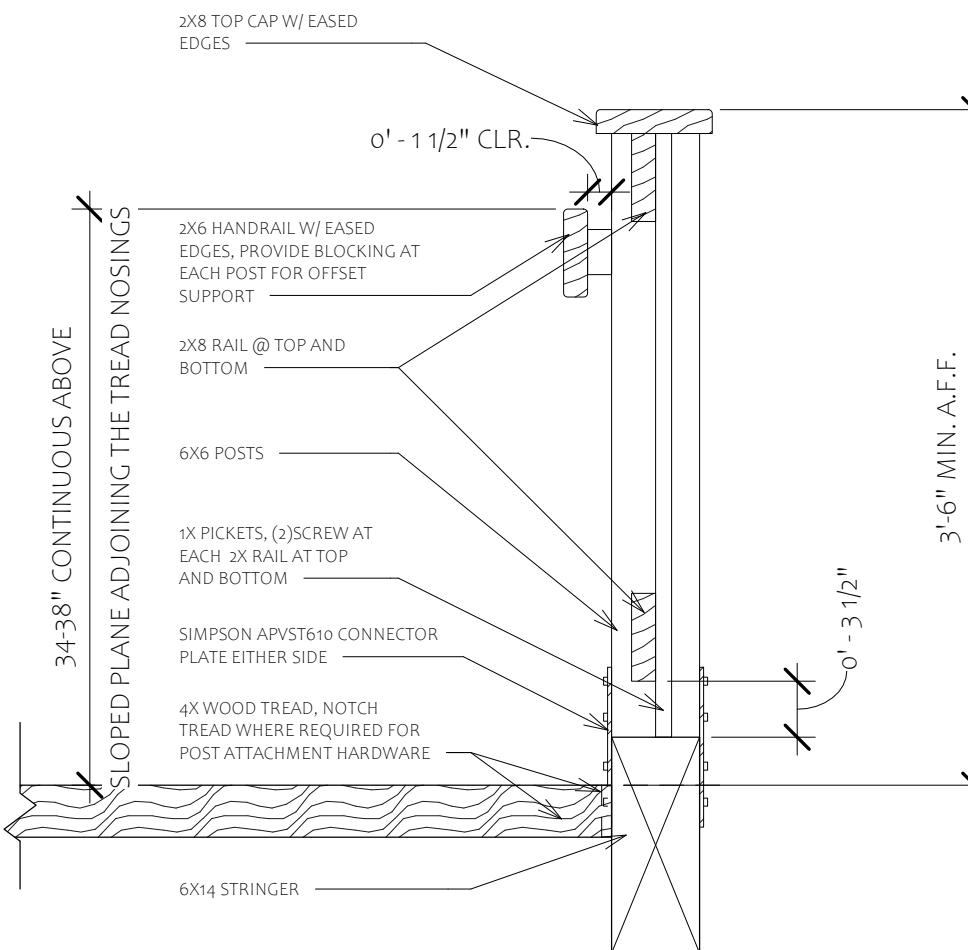 2X8 TOP CAP W/ EASED
EDGES
0' - 1 1/2" CLR.
2X6 HANDRAIL W/ EASED
EDGES, PROVIDE BLOCKING AT
EACH POST FOR OFFSET
SUPPORT
2X8 RAIL @ TOP AND
BOTTOM
6X6 POSTS
1X PICKETS, (2)SCREW AT
EACH 2X RAIL AT TOP
AND BOTTOM
SIMPSON APVST610 CONNECTOR
PLATE EITHER SIDE
4X WOOD TREAD, NOTCH
TREAD WHERE REQUIRED FOR
POST ATTACHMENT HARDWARE
6X14 STRINGER
34-38" CONTINUOUS ABOVE
SLOPED PLANE ADJOINING THE TREAD NOSINGS
0' - 3 1/2"
3'-6" MIN. A.F.F.